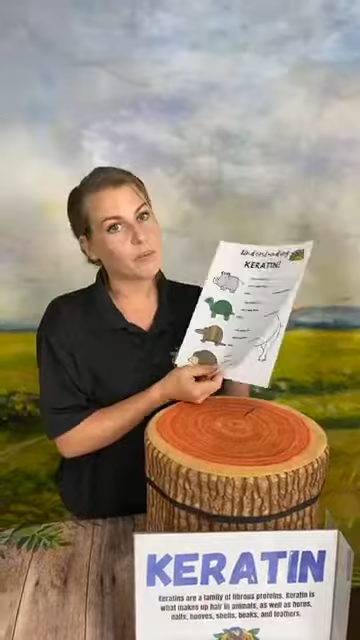 Understanding
KERATIN!
KERATIN
Keratins are a family of fibrous proteins. Keratin is
what makes up hair in animals, as well as horns,
nails, hooves, shells, beaks, and feathers.